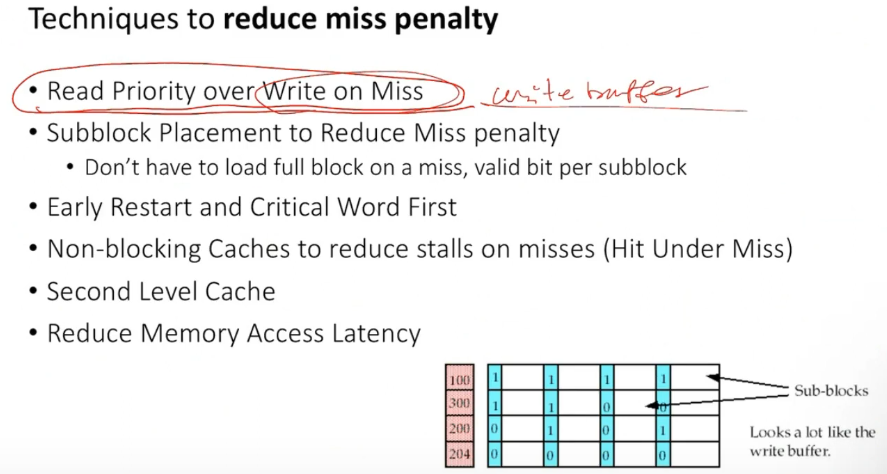 Techniques to reduce miss penalty
• Read Priority over Write on Miss write buffer
• Subblock Placement to Reduce Miss penalty
• Don't have to load full block on a miss, valid bit per subblock
• Early Restart and Critical Word First
• Non-blocking Caches to reduce stalls on misses (Hit Under Miss)
• Second Level Cache
• Reduce Memory Access Latency
100 1 1 1 1
300 1 1 0 0
200 0 1 0 1
204 0 0 0 0
Sub-blocks
Looks a lot like the
write buffer.